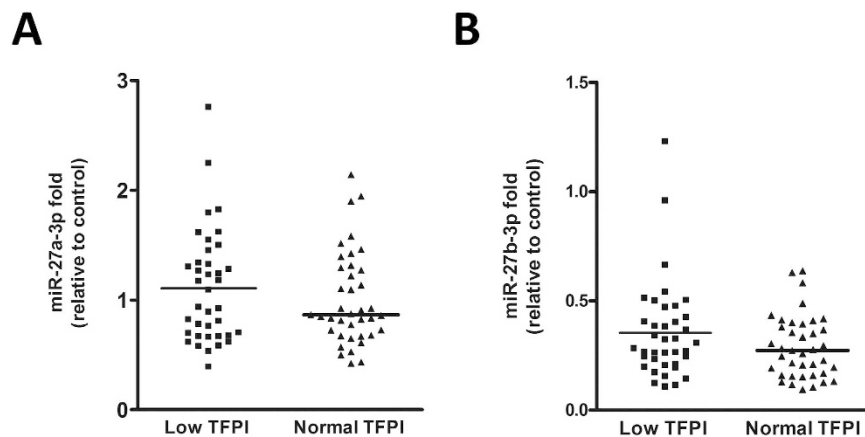 A
miR-27a-3p fold
(relative to control)
3
2
1
0
Low TFPI
Normal TFPI
B
miR-27b-3p fold
(relative to control)
1.5
1.0
0.5
0.0
Low TFPI
Normal TFPI